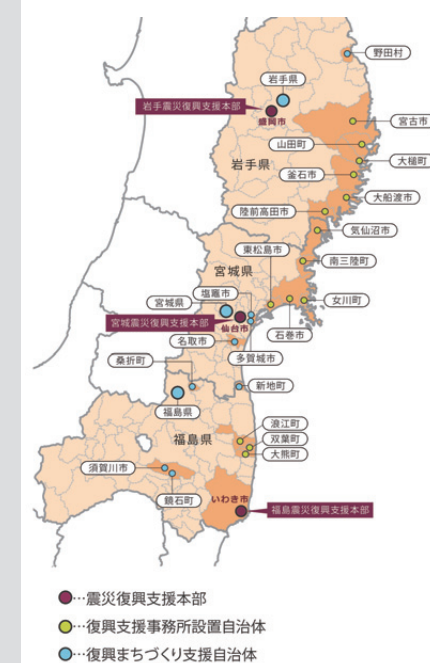 野田村
岩手県
岩手震災復興支援本部
盛岡市
宮古市
山田町
岩手県
大槌町
釜石市
大船渡市
陸前高田市
気仙沼市
東松島市
南三陸町
宮城県
塩竈市
宮城県
女川町
宮城震災復興支援本部
仙台市
石巻市
名取市
多賀城市
桑折町
新地町
福島県
浪江町
福島県
双葉町
大熊町
須賀川市
鏡石町
いわき市
福島震災復興支援本部
●…震災復興支援本部
●…復興支援事務所設置自治体
●…復興まちづくり支援自治体